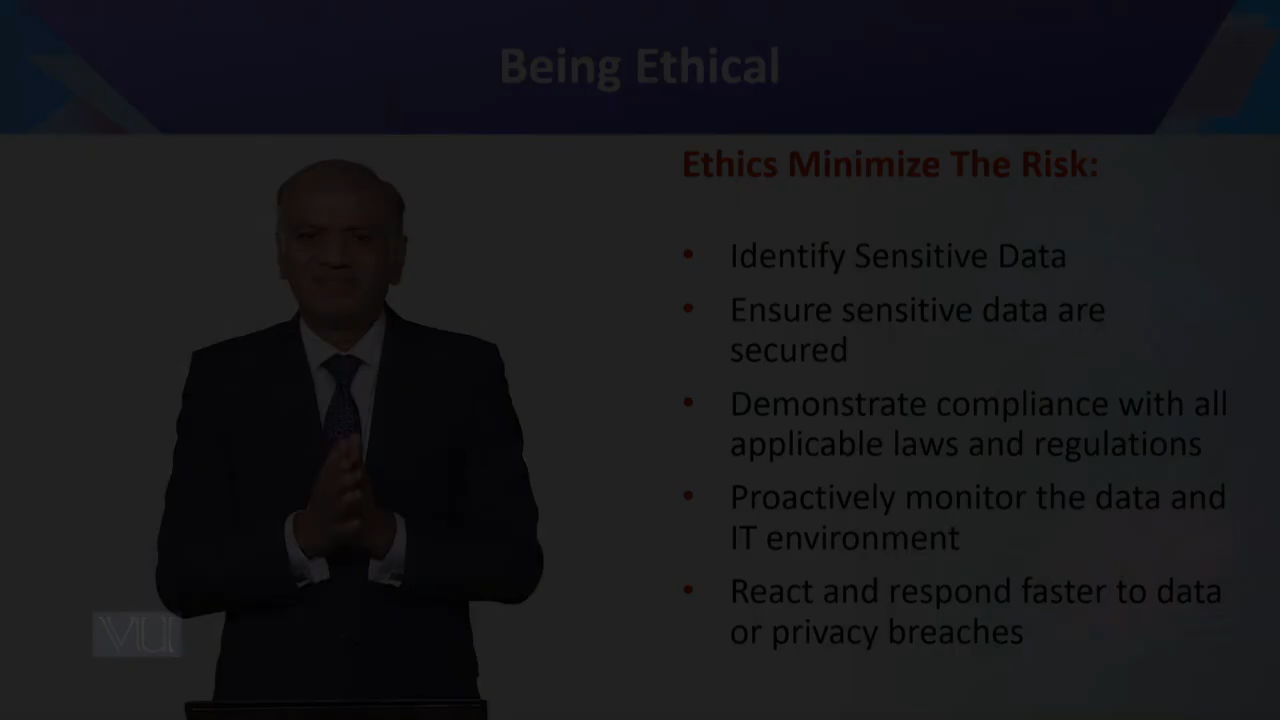 Being Ethical
Ethics Minimize The Risk:
• Identify Sensitive Data
• Ensure sensitive data are
secured
• Demonstrate compliance with all
applicable laws and regulations
• Proactively monitor the data and
IT environment
• React and respond faster to data
or privacy breaches
VU